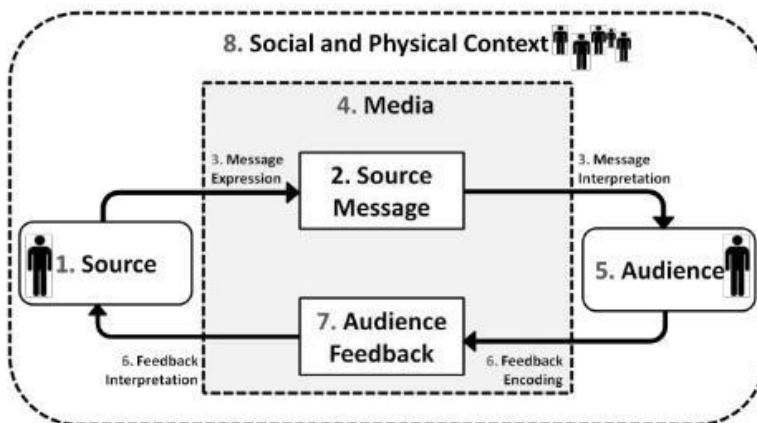 8. Social and Physical Context
4. Media
3. Message
Expression
2. Source
Message
3. Message
Interpretation
1. Source
5. Audience
7. Audience
Feedback
6. Feedback
Interpretation
6. Feedback
Encoding